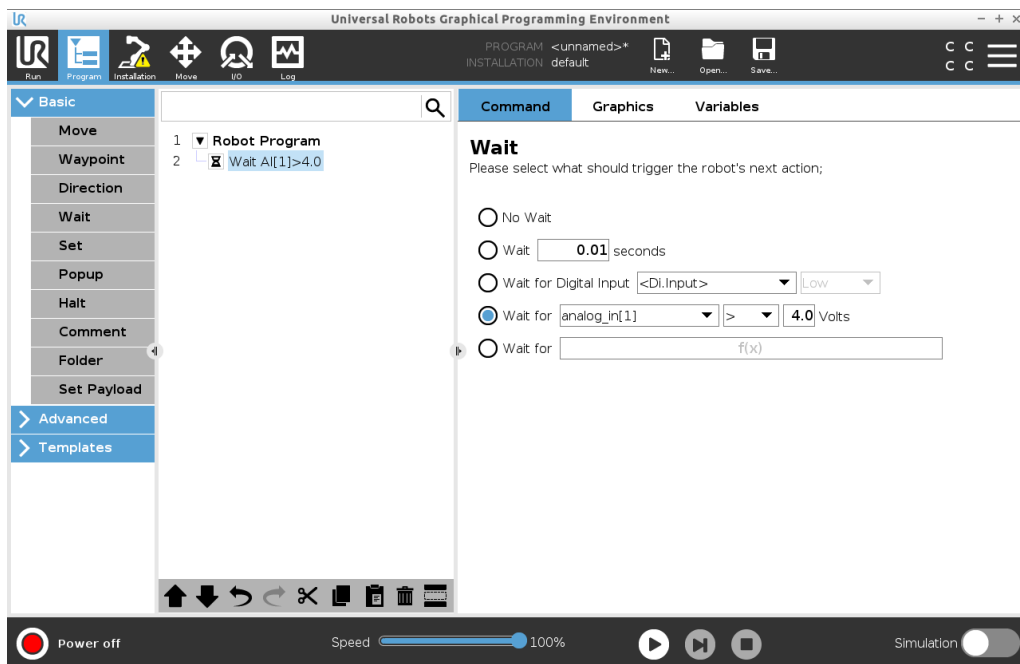 UR
Universal Robots Graphical Programming Environment
UR
Run
Program
Installation
Move
I/O
Log
PROGRAM <unnamed>*
INSTALLATION default
New...
Open...
Save...
C C
C C
Basic
Move
Waypoint
Direction
Wait
Set
Popup
Halt
Comment
Folder
Set Payload
Advanced
Templates
1 Robot Program
2 Wait AI[1]>4.0
Command Graphics Variables
Wait
Please select what should trigger the robot's next action;
No Wait
Wait 0.01 seconds
Wait for Digital Input <Di.Input> Low
Wait for analog_in[1] > 4.0 Volts
Wait for f(x)
Power off
Speed 100%
Simulation